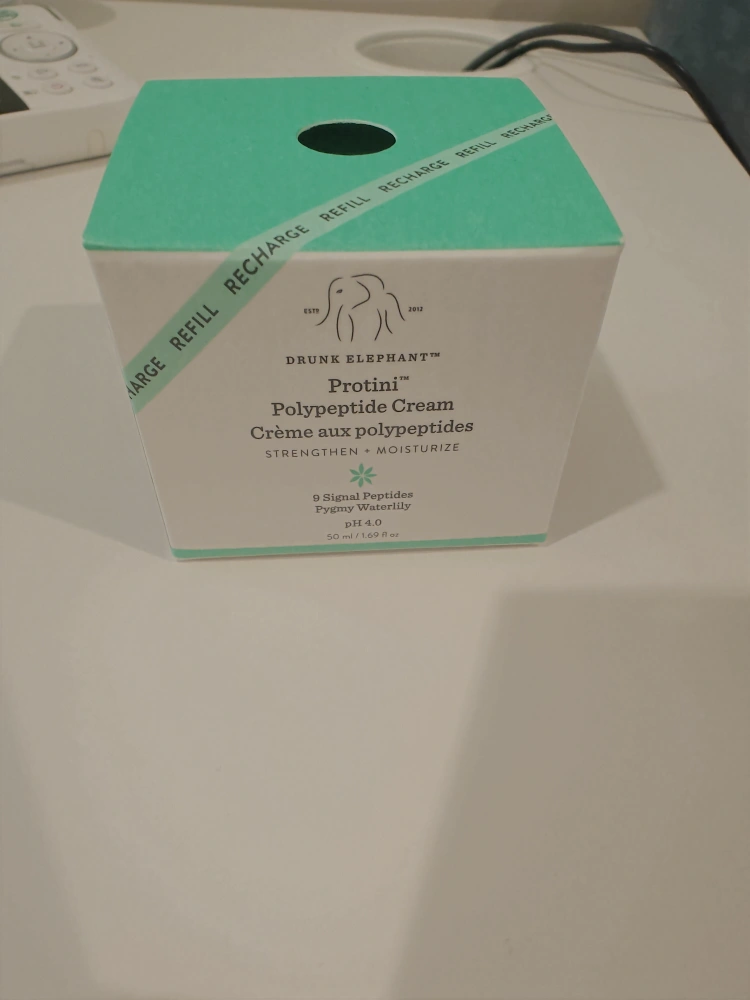 RECHARGE REFILL RECHARGE REFILL RECHARGE REFILL
ESTD 2012
DRUNK ELEPHANT™
Protini™
Polypeptide Cream
Crème aux polypeptides
STRENGTHEN + MOISTURIZE
9 Signal Peptides
Pygmy Waterlily
pH 4.0
50 ml / 1.69 fl oz